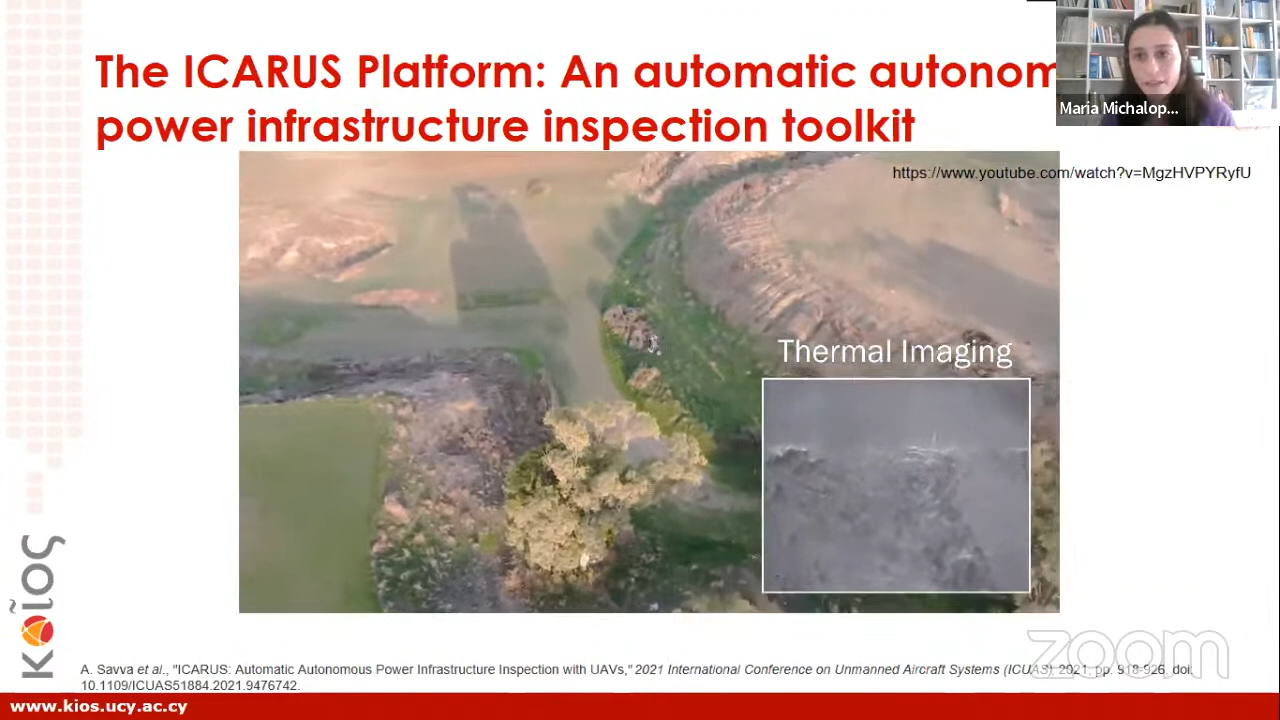 The ICARUS Platform: An automatic autonom
power infrastructure inspection toolkit
Maria Michalop...
https://www.youtube.com/watch?v=MgzHVPYRyfU
Thermal Imaging
κοῖος
zoom
A. Savva et al., "ICARUS: Automatic Autonomous Power Infrastructure Inspection with UAVs," 2021 International Conference on Unmanned Aircraft Systems (ICUAS), 2021, pp. 918-926, doi:
10.1109/ICUAS51884.2021.9476742.
www.kios.ucy.ac.cy